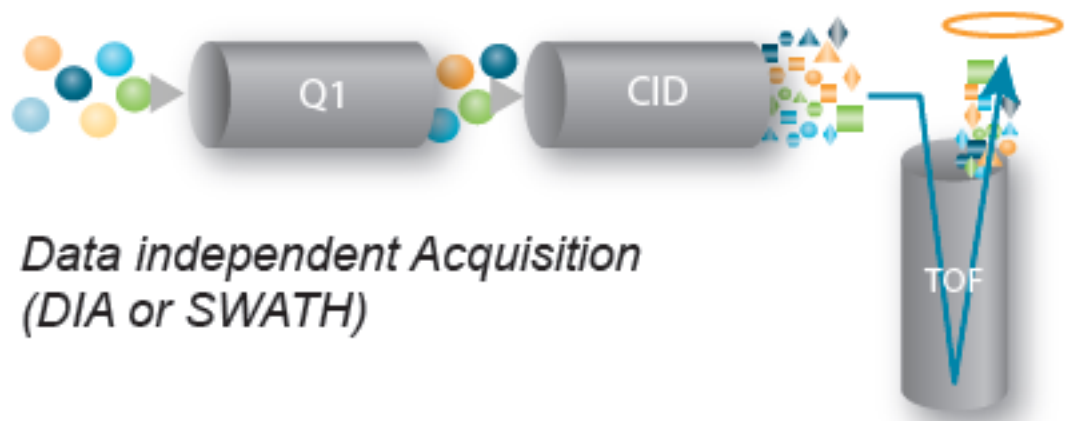 Q1
CID
TOF
Data independent Acquisition
(DIA or SWATH)